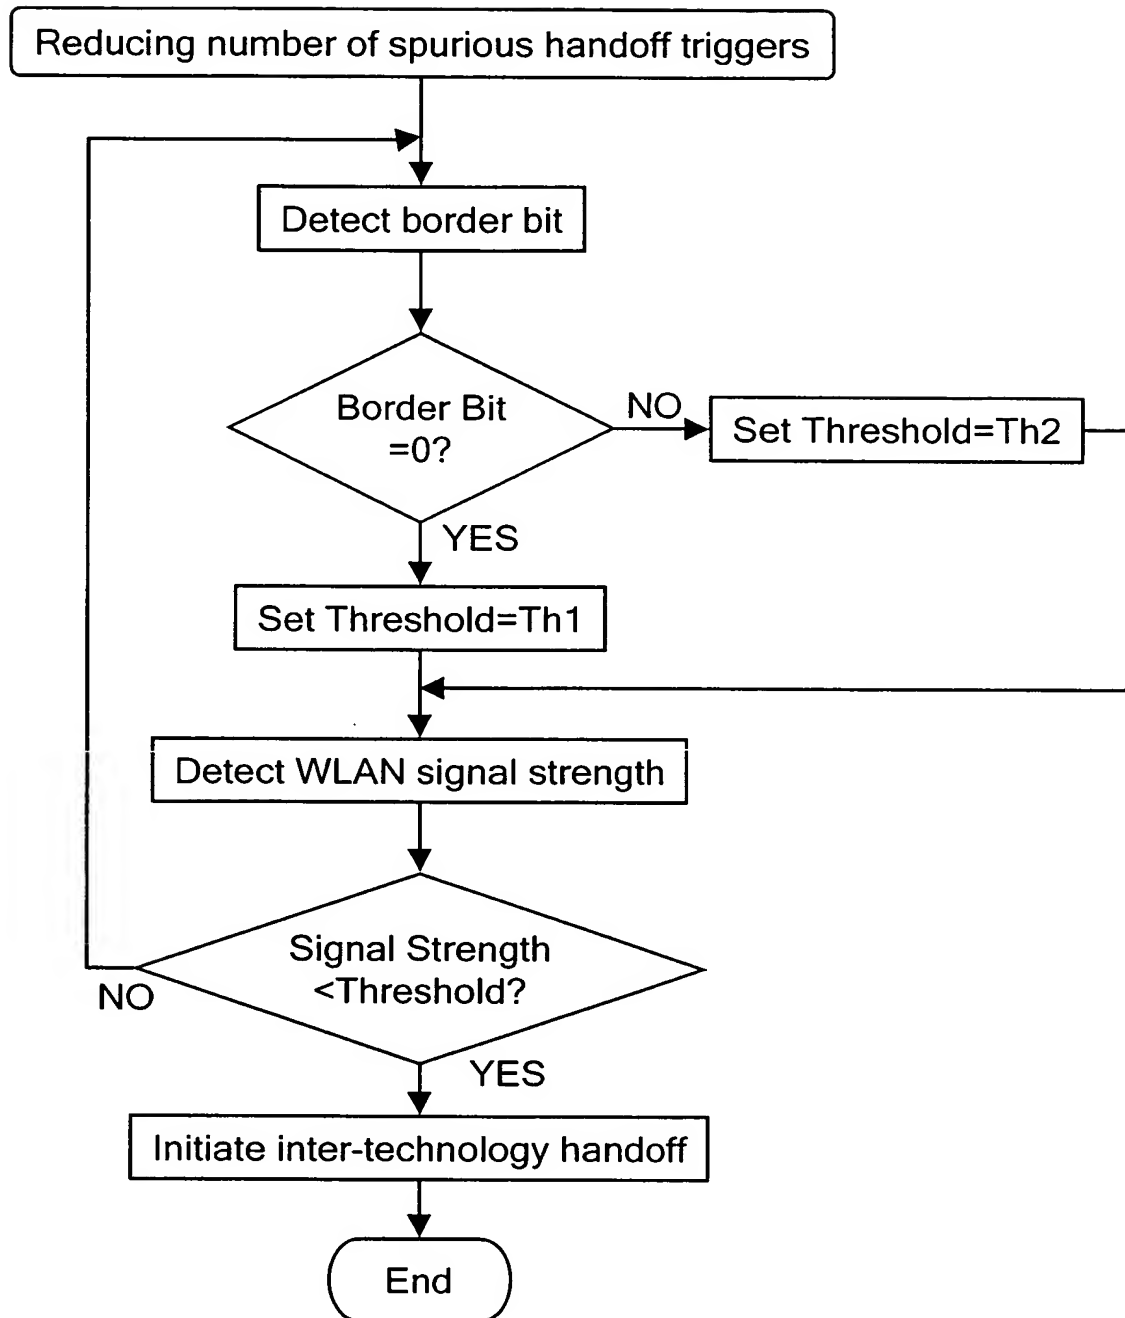 Reducing number of spurious handoff triggers
Detect border bit
Border Bit
=0?
NO
Set Threshold=Th2
YES
Set Threshold=Th1
Detect WLAN signal strength
Signal Strength
<Threshold?
NO
YES
Initiate inter-technology handoff
End